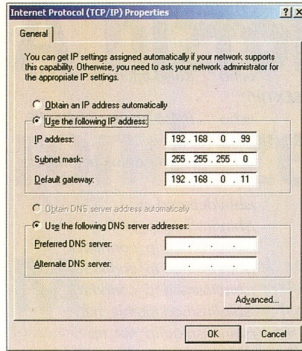 Internet Protocol (TCP/IP) Properties
General
You can get IP settings assigned automatically if your network supports
this capability. Otherwise, you need to ask your network administrator for
the appropriate IP settings.
Obtain an IP address automatically
Use the following IP address:
IP address: 192 . 168 . 0 . 99
Subnet mask: 255 . 255 . 255 . 0
Default gateway: 192 . 168 . 0 . 11
Obtain DNS server address automatically
Use the following DNS server addresses:
Preferred DNS server: . . .
Alternate DNS server: . . .
Advanced...
OK Cancel